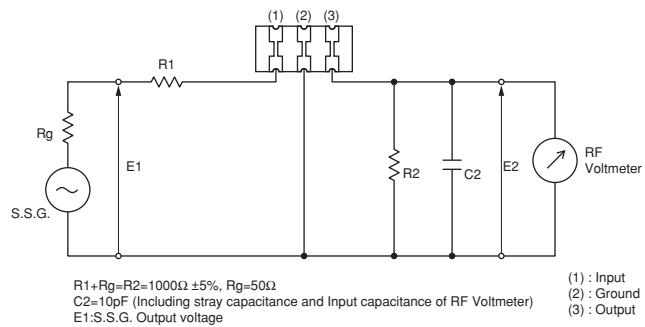 (1) (2) (3)
R1
Rg
E1
R2
C2
E2
RF
Voltmeter
S.S.G.
R1+Rg=R2=1000Ω ±5%, Rg=50Ω
C2=10pF (Including stray capacitance and Input capacitance of RF Voltmeter)
E1:S.S.G. Output voltage
(1) : Input
(2) : Ground
(3) : Output